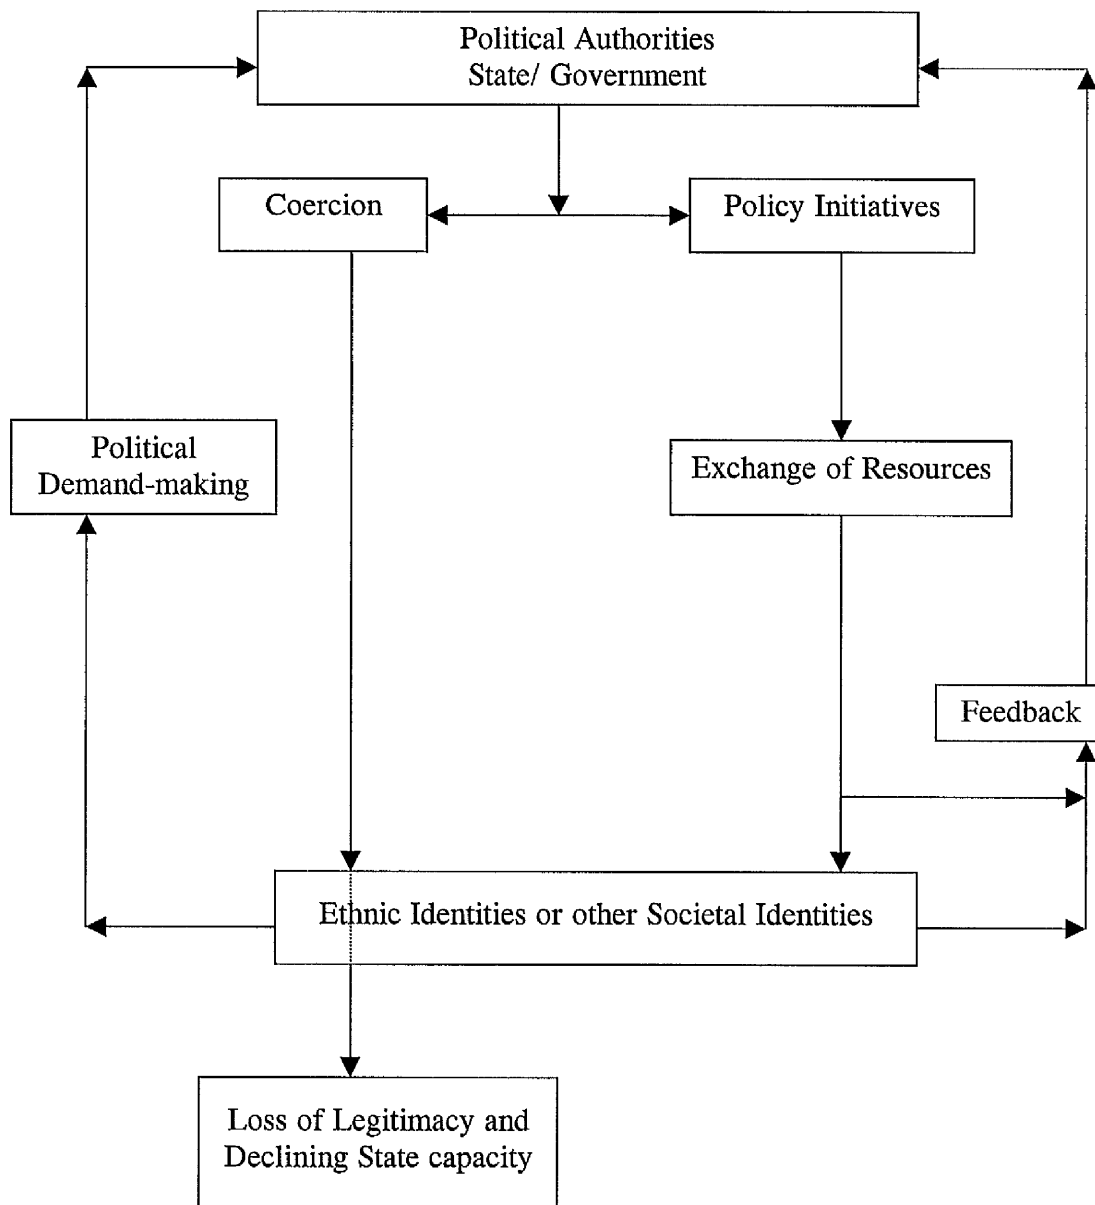 Political Authorities
State/ Government
Coercion
Policy Initiatives
Political
Demand-making
Exchange of Resources
Feedback
Ethnic Identities or other Societal Identities
Loss of Legitimacy and
Declining State capacity